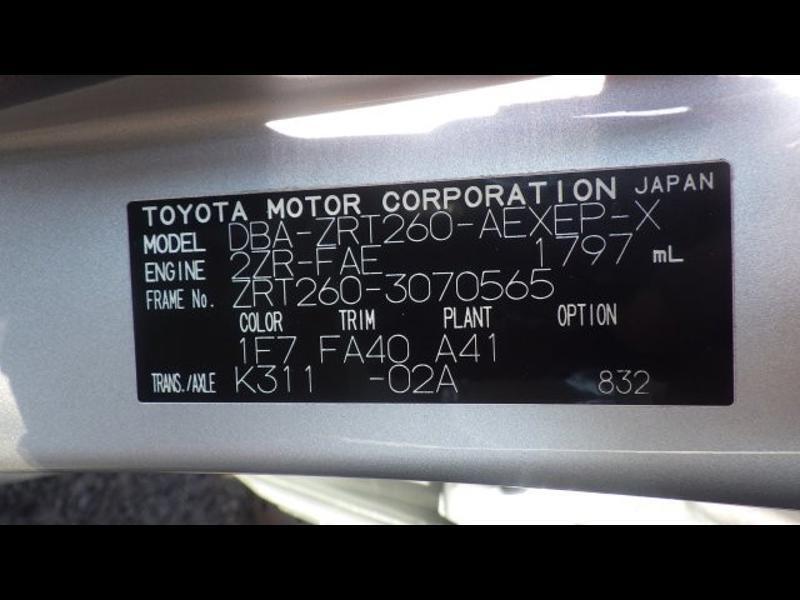 TOYOTA MOTOR CORPORATION JAPAN
MODEL DBA-ZRT260-AEXEP-X
ENGINE 2ZR-FAE 1797 mL
FRAME No. ZRT260-3070565
COLOR TRIM PLANT OPTION
1F7 FA40 A41
TRANS./AXLE K311 -02A 832